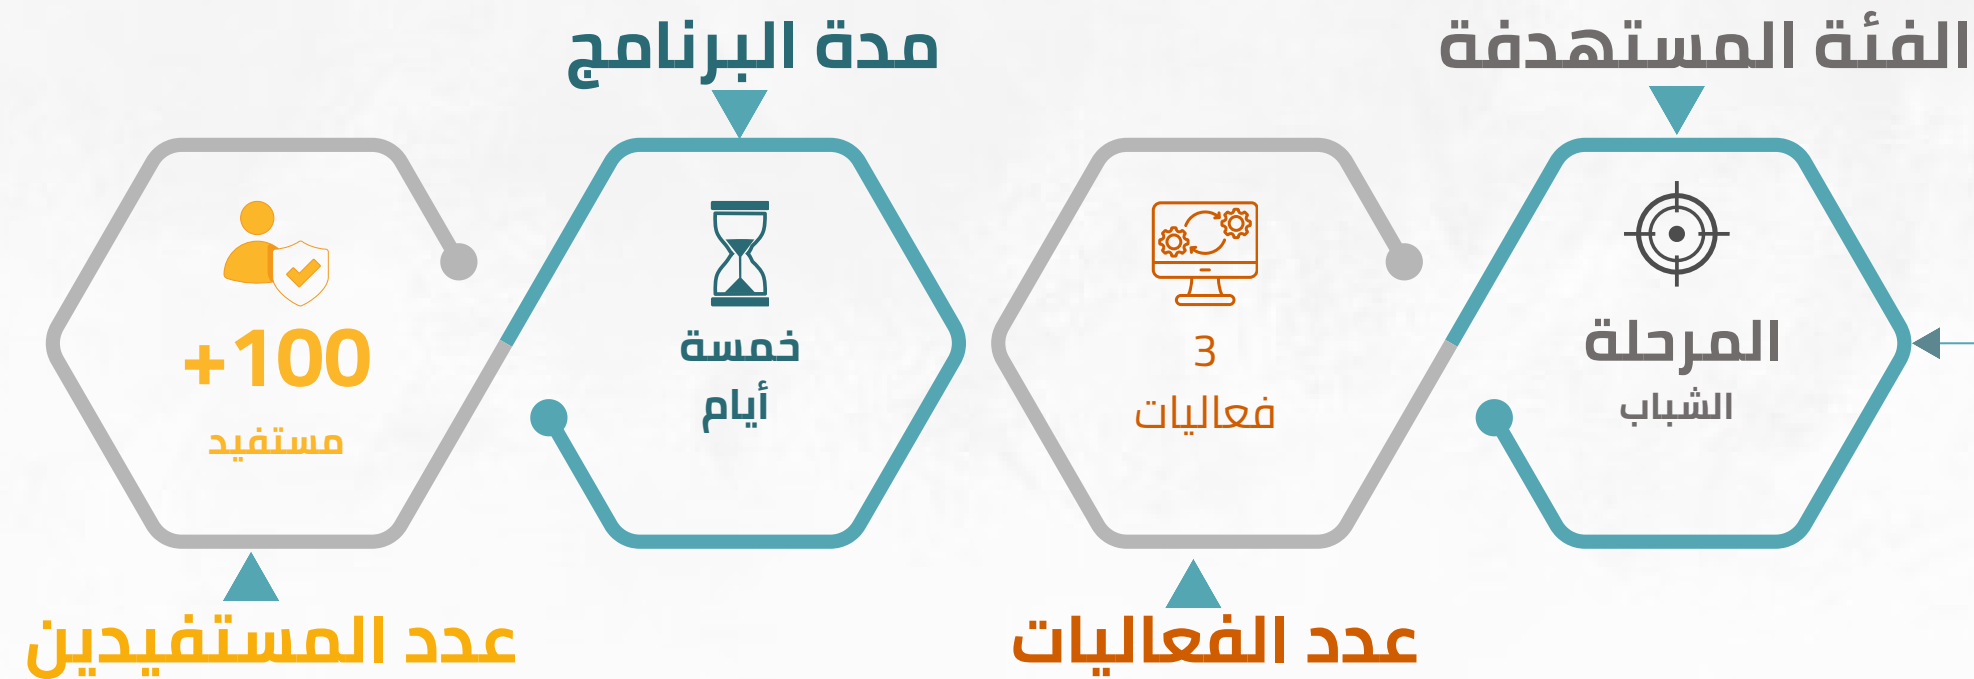 الفئة المستهدفة
المرحلة
الشباب
3
فعاليات
عدد الفعاليات
مدة البرنامج
خمسة
أيام
+100
مستفيد
عدد المستفيدين